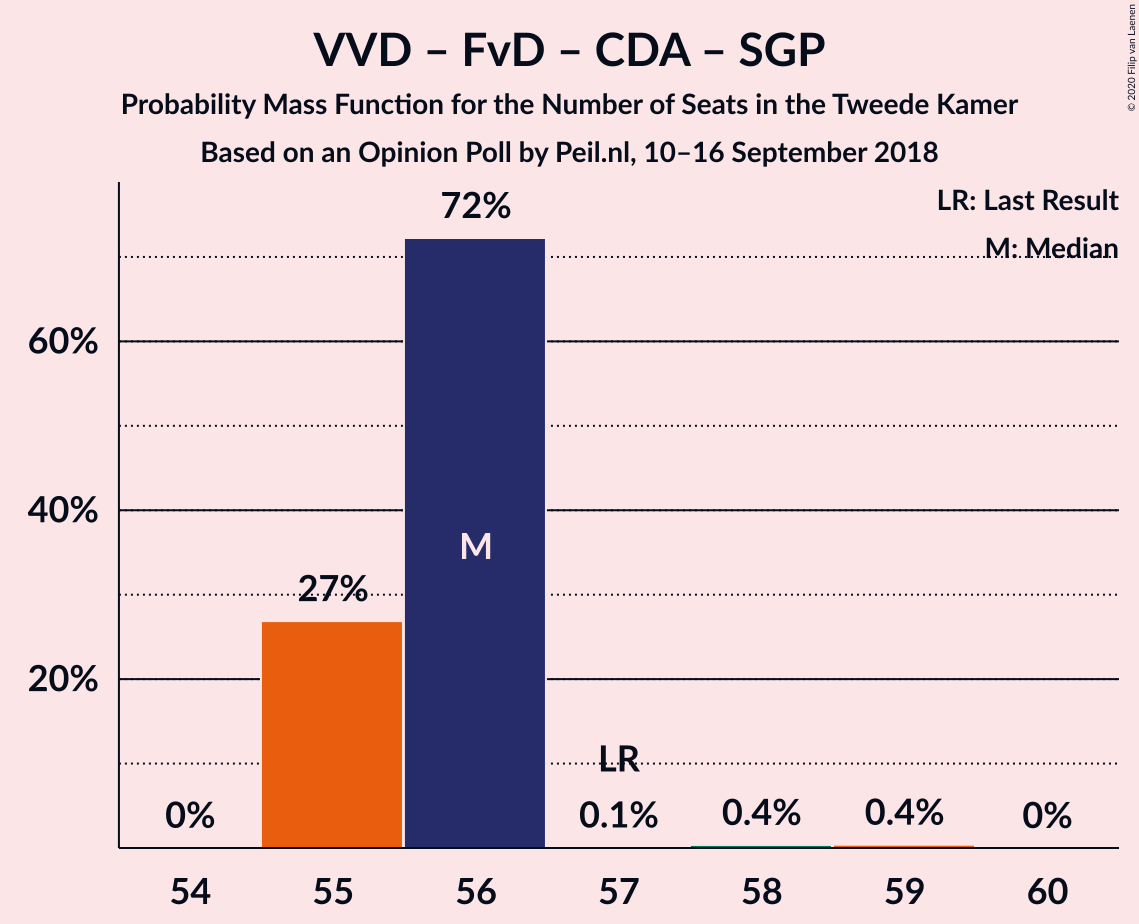 VVD – FvD – CDA – SGP
Probability Mass Function for the Number of Seats in the Tweede Kamer
Based on an Opinion Poll by Peil.nl, 10–16 September 2018
© 2020 Filip van Laenen
LR: Last Result
M: Median
72%
60%
40%
M
27%
20%
LR
0%
0.1%
0.4%
0.4%
0%
54 55 56 57 58 59 60